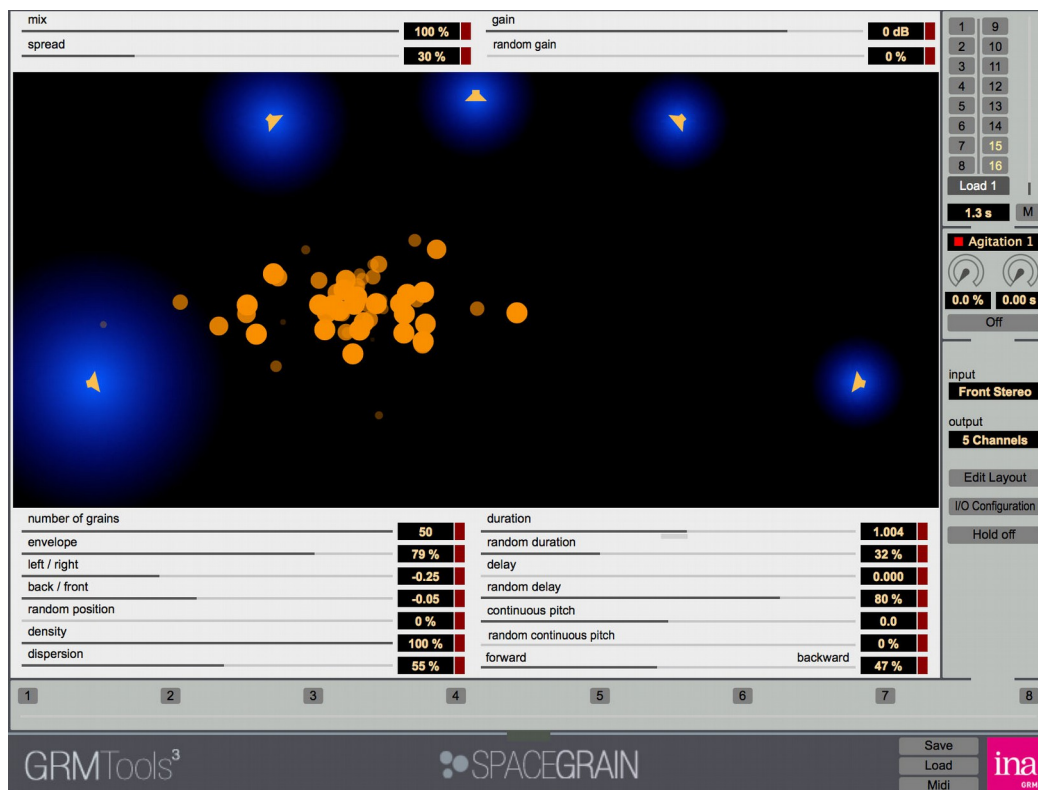 mix
100 %
gain
0 dB
spread
30 %
random gain
0 %
1 9
2 10
3 11
4 12
5 13
6 14
7 15
8 16
Load 1
1.3 s M
Agitation 1
0.0 % 0.00 s
Off
input
Front Stereo
output
5 Channels
Edit Layout
I/O Configuration
Hold off
number of grains
50
envelope
79 %
left / right
-0.25
back / front
-0.05
random position
0 %
density
100 %
dispersion
55 %
duration
1.004
random duration
32 %
delay
0.000
random delay
80 %
continuous pitch
0.0
random continuous pitch
0 %
forward backward
47 %
1 2 3 4 5 6 7 8
GRMTools³
SPACEGRAIN
Save
Load
Midi
ina
GRM